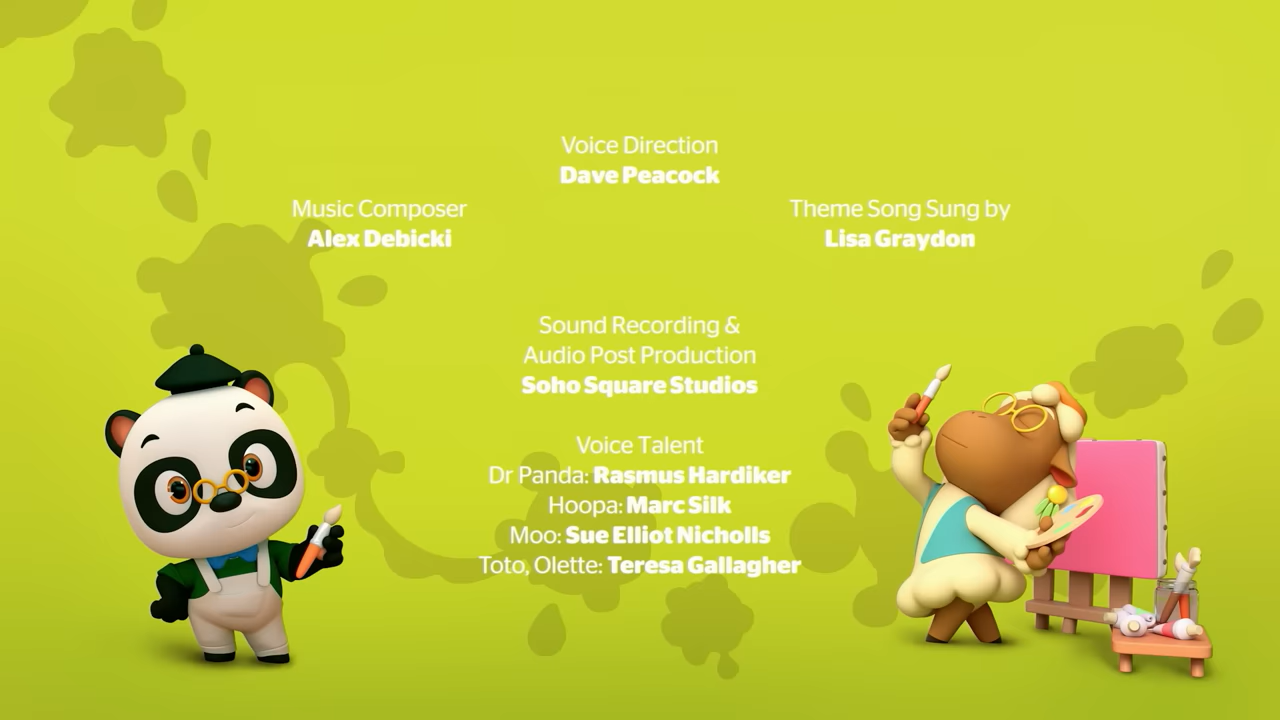 Voice Direction
Dave Peacock
Music Composer
Alex Debicki
Theme Song Sung by
Lisa Graydon
Sound Recording &
Audio Post Production
Soho Square Studios
Voice Talent
Dr Panda: Rasmus Hardiker
Hoopa: Marc Silk
Moo: Sue Elliot Nicholls
Toto, Olette: Teresa Gallagher